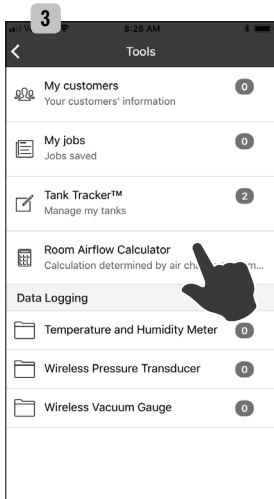 3
8:26 AM
Tools
My customers
0
Your customers' information
My jobs
0
Jobs saved
Tank Tracker™
2
Manage my tanks
Room Airflow Calculator
Calculation determined by air
Data Logging
Temperature and Humidity Meter
0
Wireless Pressure Transducer
0
Wireless Vacuum Gauge
0